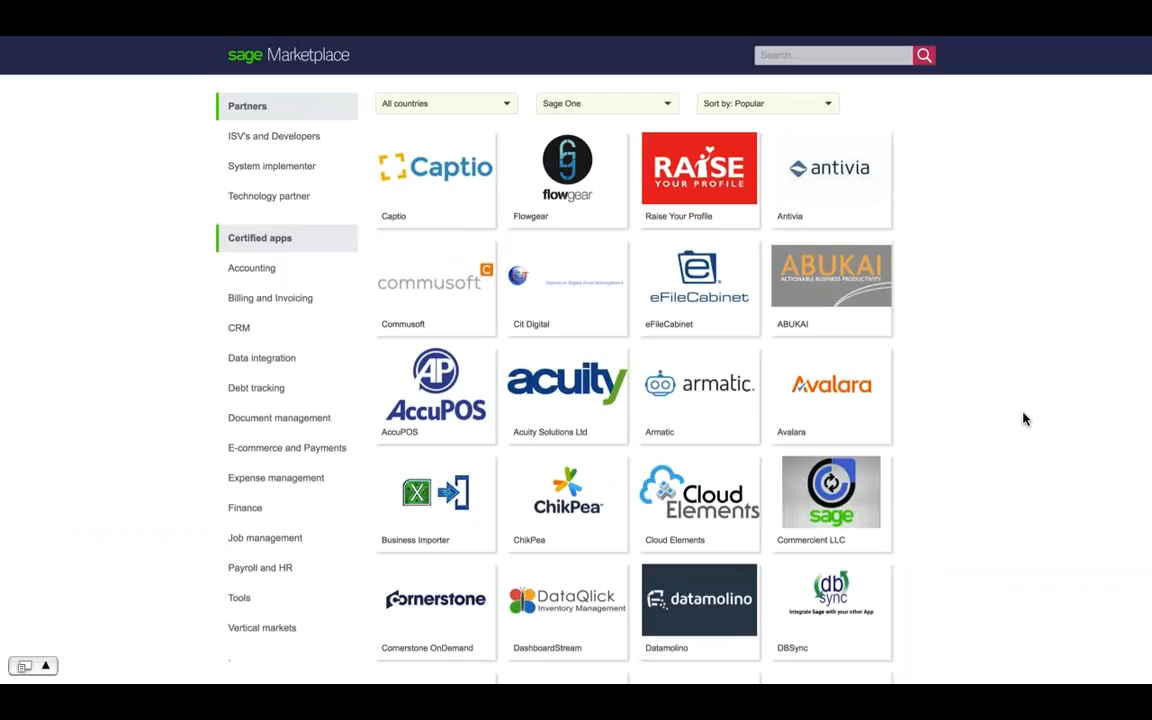 sage Marketplace
Search...
Partners
ISV's and Developers
System implementer
Technology partner
Certified apps
Accounting
Billing and Invoicing
CRM
Data integration
Debt tracking
Document management
E-commerce and Payments
Expense management
Finance
Job management
Payroll and HR
Tools
Vertical markets
All countries
Sage One
Sort by: Popular
Captio
flowgear
RAISE
YOUR PROFILE
antivia
Captio
Flowgear
Raise Your Profile
Antivia
commusoft
C
Experts in Digital Asset Management
e
eFileCabinet
ABUKAI
ACTIONABLE BUSINESS PRODUCTIVITY
Commusoft
Cit Digital
eFileCabinet
ABUKAI
AP
AccuPOS
acuity
armatic.
Avalara
AccuPOS
Acuity Solutions Ltd
Armatic
Avalara
X
ChikPea
Cloud
Elements
sage
Business Importer
ChikPea
Cloud Elements
Commercient LLC
Cornerstone
DataQlick
Inventory Management
datamolino
db
sync
Integrate Sage with your other App
Cornerstone OnDemand
DashboardStream
Datamolino
DBSync